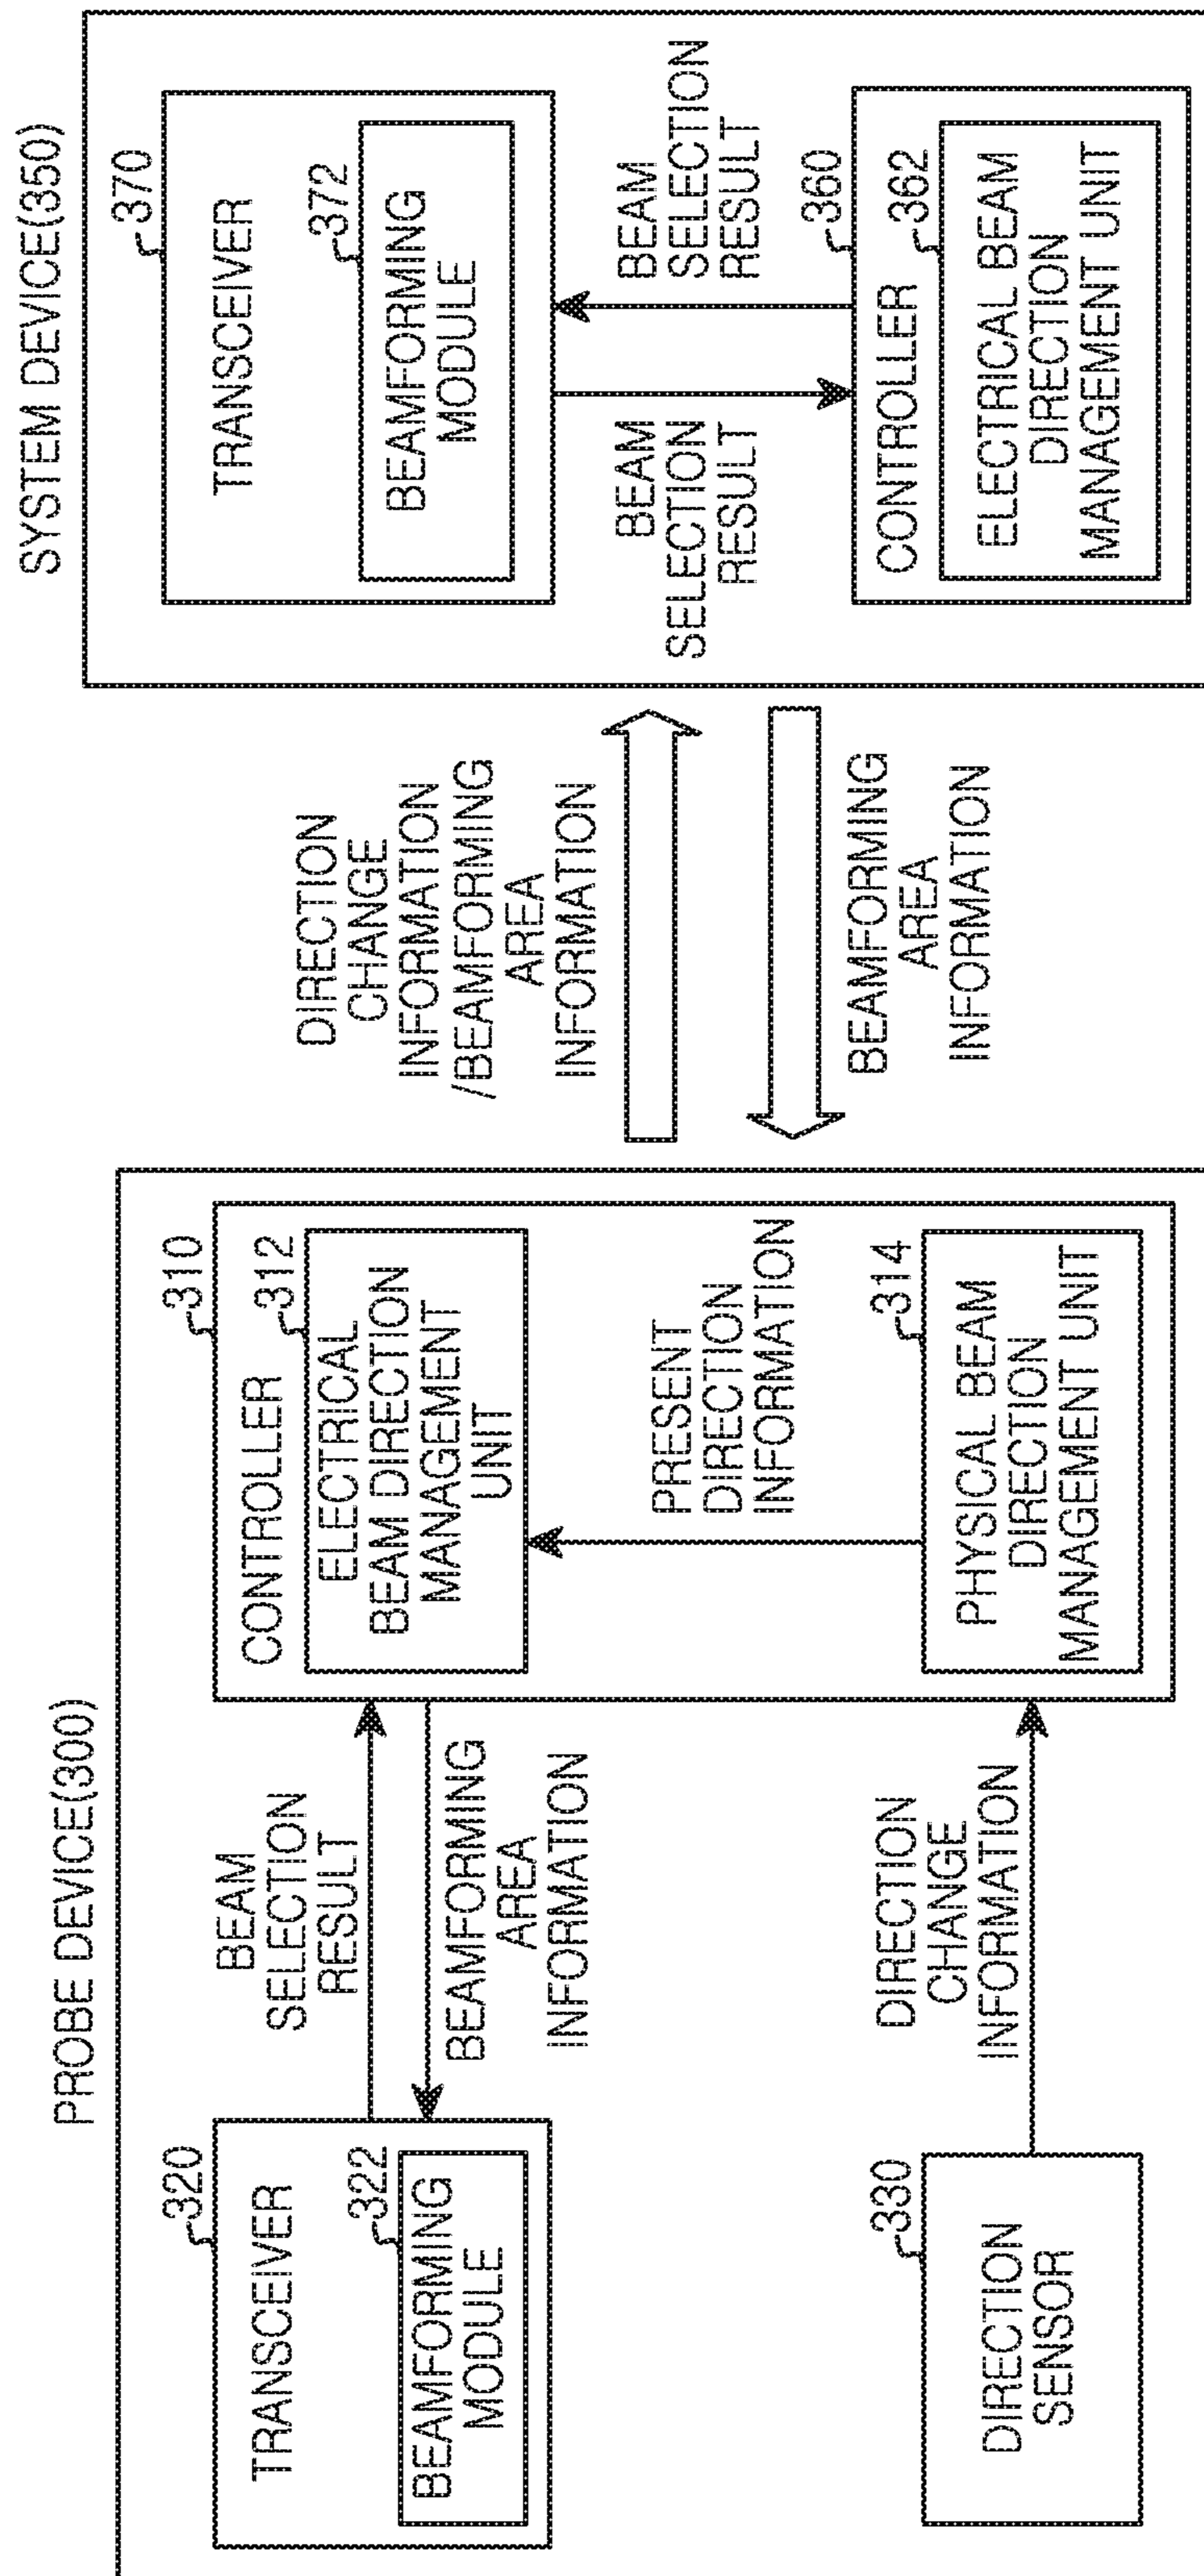 PROBE DEVICE(300)
320
TRANSCEIVER
322
BEAMFORMING
MODULE
BEAM
SELECTION
RESULT
BEAMFORMING
AREA
INFORMATION
310
CONTROLLER
312
ELECTRICAL
BEAM DIRECTION
MANAGEMENT
UNIT
PRESENT
DIRECTION
INFORMATION
330
DIRECTION
SENSOR
DIRECTION
CHANGE
INFORMATION
314
PHYSICAL BEAM
DIRECTION
MANAGEMENT UNIT
DIRECTION
CHANGE
INFORMATION
/BEAMFORMING
AREA
INFORMATION
BEAMFORMING
AREA
INFORMATION
SYSTEM DEVICE(350)
370
TRANSCEIVER
372
BEAMFORMING
MODULE
BEAM
SELECTION
RESULT
BEAM
SELECTION
RESULT
360
CONTROLLER
362
ELECTRICAL BEAM
DIRECTION
MANAGEMENT UNIT